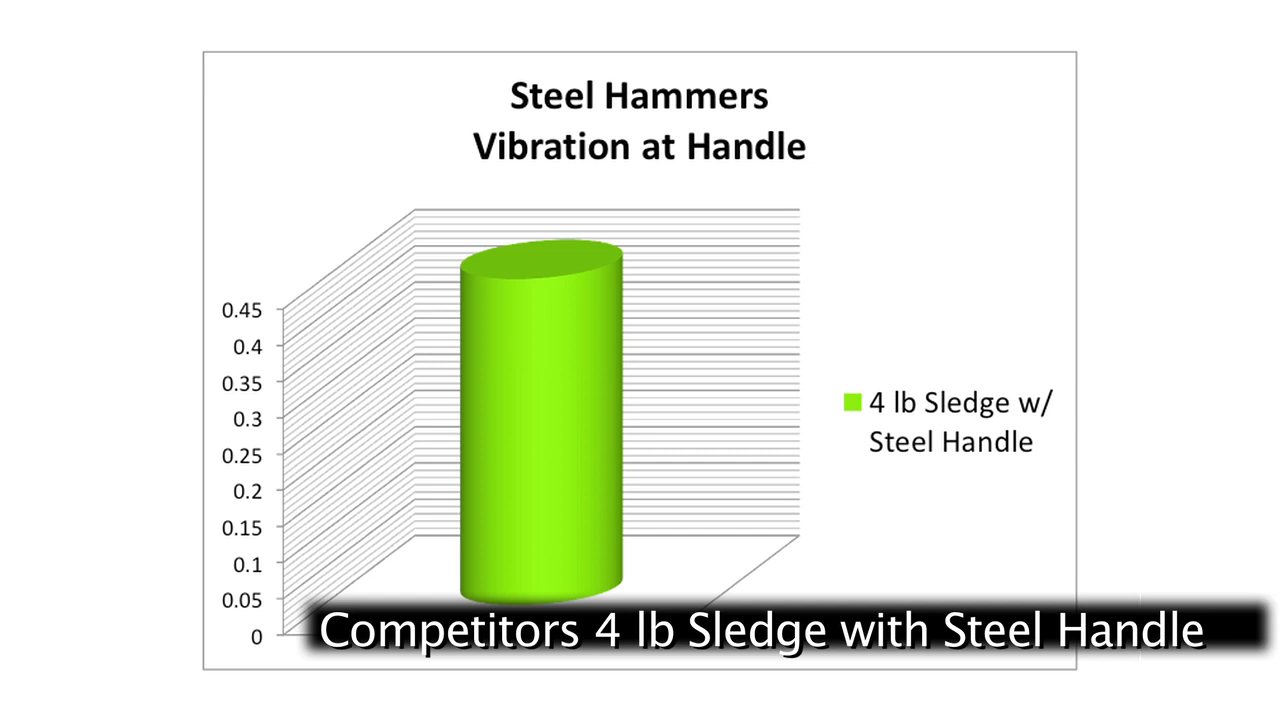 Steel Hammers
Vibration at Handle
0.45
0.4
0.35
0.3
0.25
0.2
0.15
0.1
0.05
0
4 lb Sledge w/
Steel Handle
Competitors 4 lb Sledge with Steel Handle